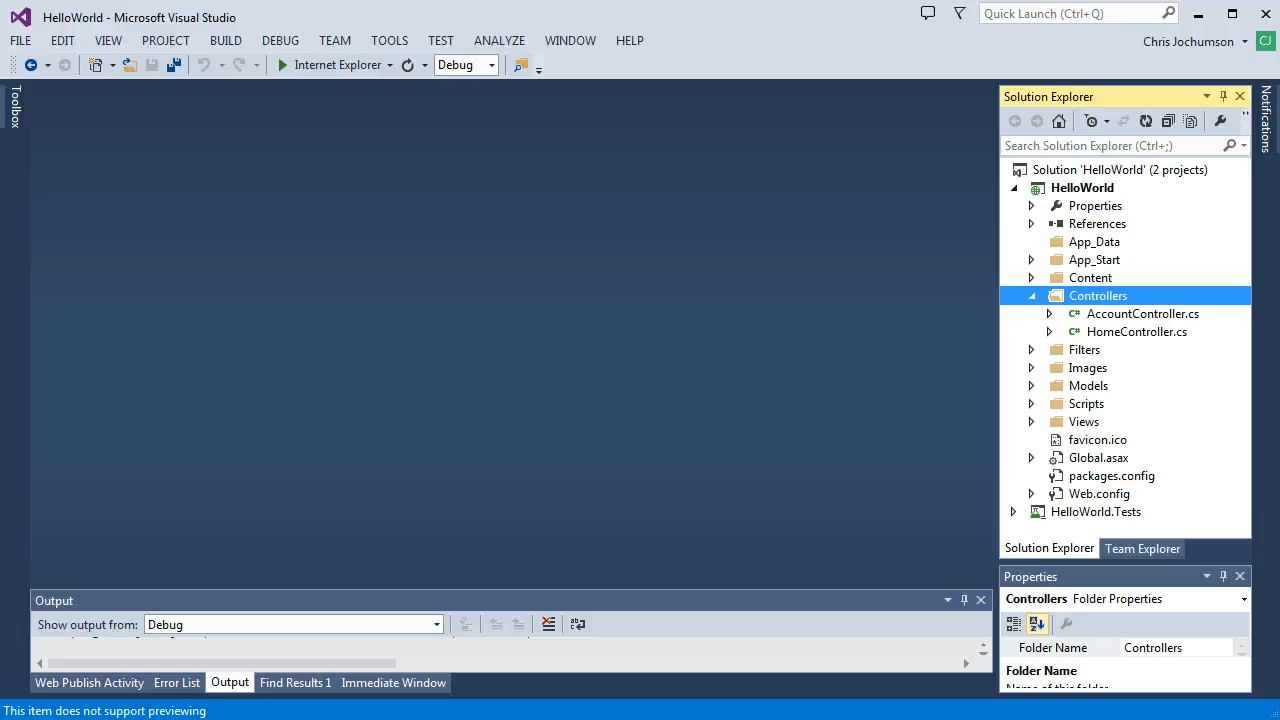 HelloWorld - Microsoft Visual Studio
Quick Launch (Ctrl+Q)
FILE EDIT VIEW PROJECT BUILD DEBUG TEAM TOOLS TEST ANALYZE WINDOW HELP
Chris Jochumson CJ
Internet Explorer Debug
Toolbox
Notifications
Solution Explorer
Search Solution Explorer (Ctrl+;)
Solution 'HelloWorld' (2 projects)
HelloWorld
Properties
References
App_Data
App_Start
Content
Controllers
C# AccountController.cs
C# HomeController.cs
Filters
Images
Models
Scripts
Views
favicon.ico
Global.asax
packages.config
Web.config
HelloWorld.Tests
Solution Explorer Team Explorer
Properties
Controllers Folder Properties
Folder Name Controllers
Folder Name
Name of this folder
Output
Show output from: Debug
Web Publish Activity Error List Output Find Results 1 Immediate Window
This item does not support previewing